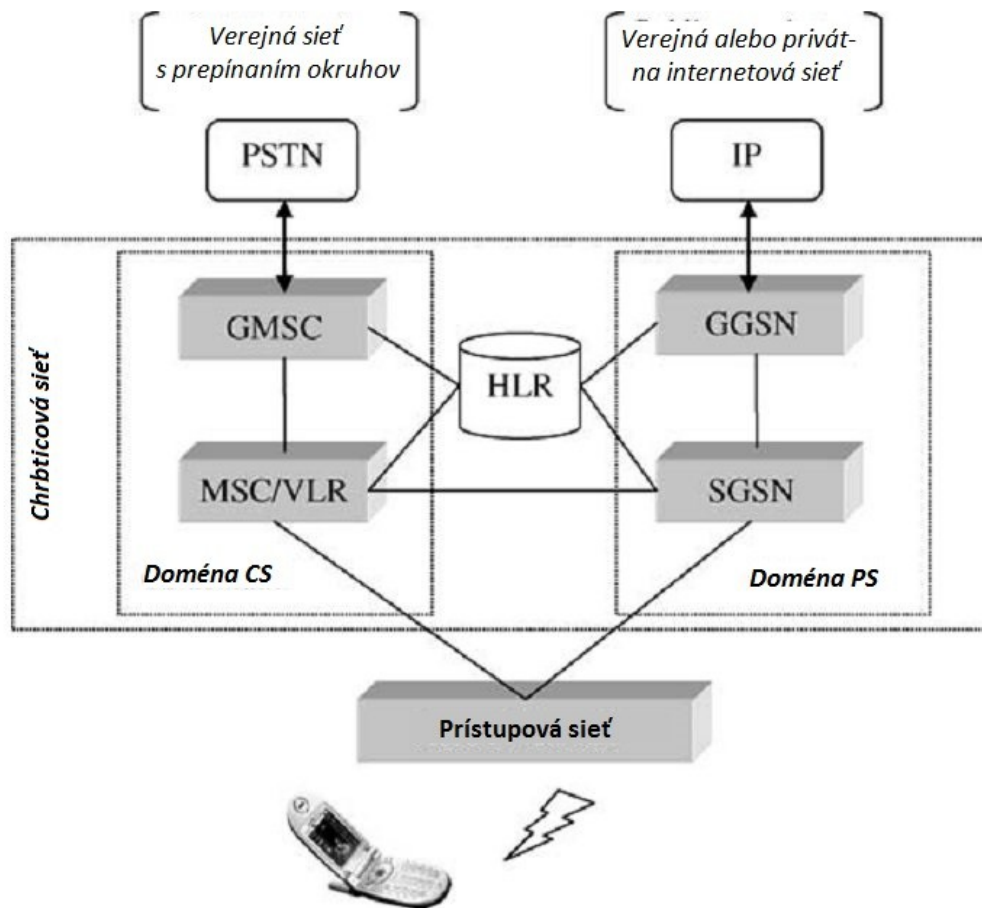 Verejná sieť
s prepínaním okruhov
Verejná alebo privát-
na internetová sieť
PSTN
IP
GMSC
GGSN
HLR
MSC/VLR
SGSN
Chrbticová sieť
Doména CS
Doména PS
Prístupová sieť